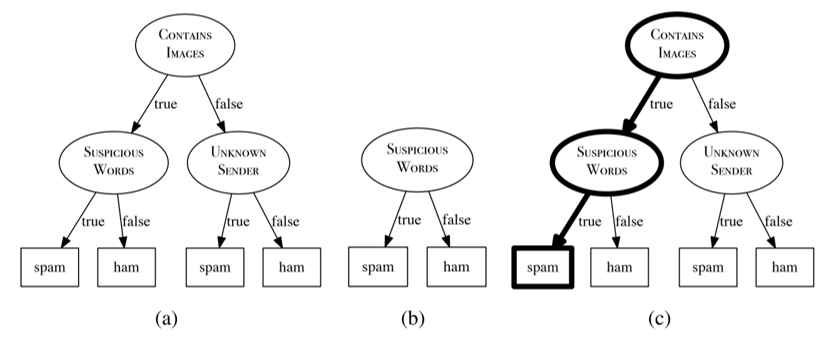 CONTAINS
IMAGES
true
false
SUSPICIOUS
WORDS
UNKNOWN
SENDER
true
false
true
false
spam
ham
spam
ham
(a)
SUSPICIOUS
WORDS
true
false
spam
ham
(b)
CONTAINS
IMAGES
true
false
SUSPICIOUS
WORDS
UNKNOWN
SENDER
true
false
true
false
spam
ham
spam
ham
(c)